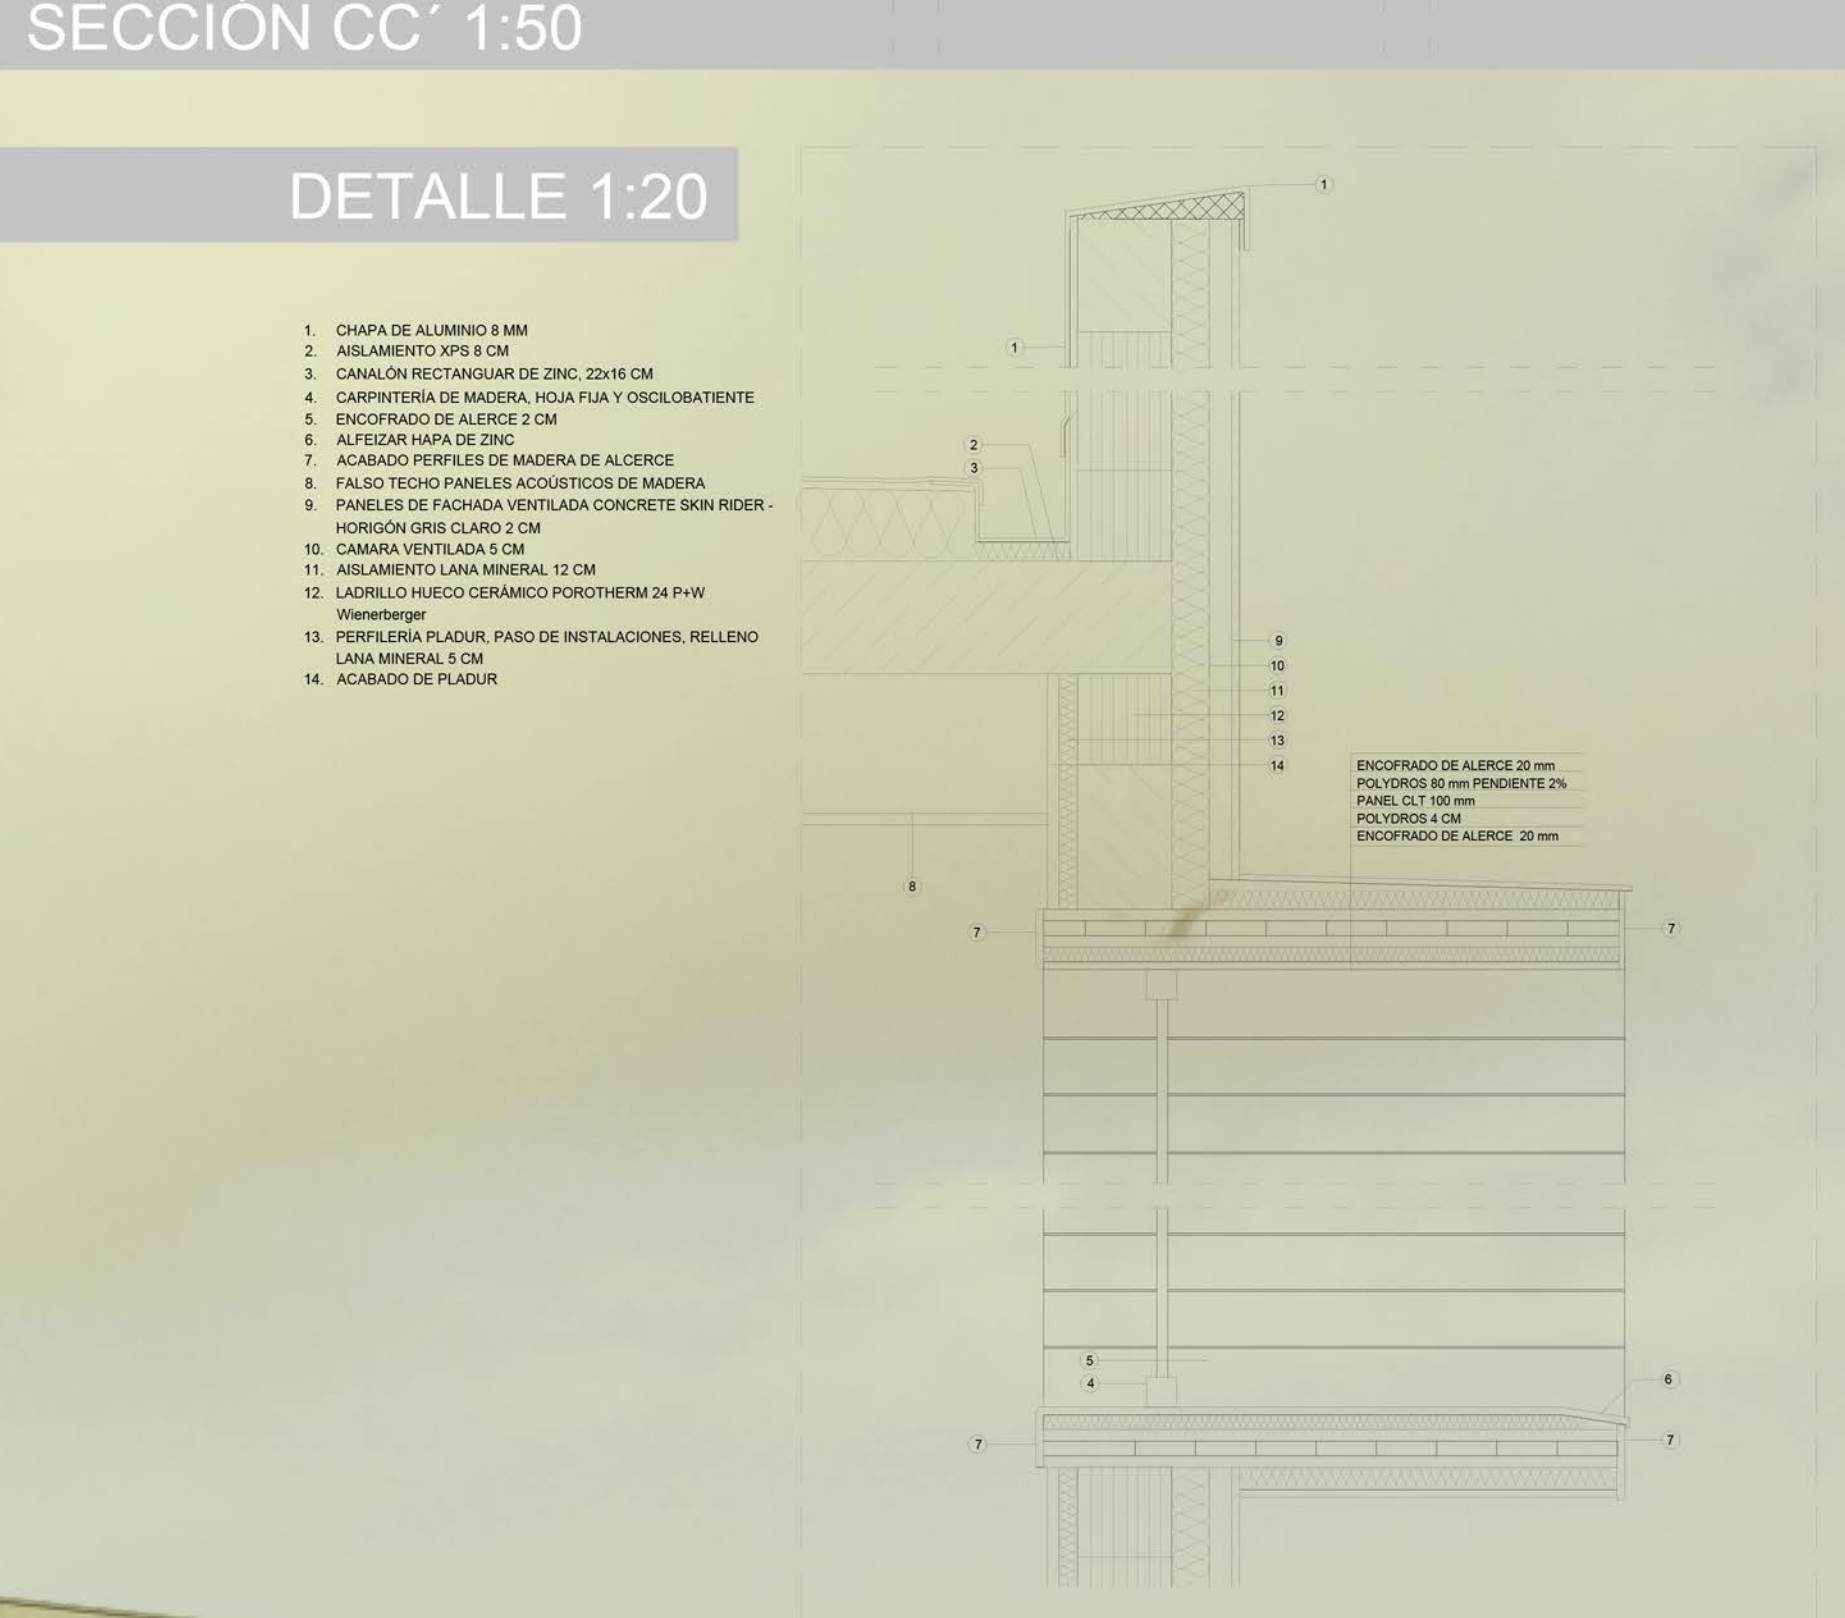 SECCIÓN CC´ 1:50
DETALLE 1:20
1. CHAPA DE ALUMINIO 8 MM
2. AISLAMIENTO XPS 8 CM
3. CANALÓN RECTANGUAR DE ZINC, 22x16 CM
4. CARPINTERÍA DE MADERA, HOJA FIJA Y OSCILOBATIENTE
5. ENCOFRADO DE ALERCE 2 CM
6. ALFEIZAR HAPA DE ZINC
7. ACABADO PERFILES DE MADERA DE ALCERCE
8. FALSO TECHO PANELES ACOÚSTICOS DE MADERA
9. PANELES DE FACHADA VENTILADA CONCRETE SKIN RIDER -
HORIGÓN GRIS CLARO 2 CM
10. CAMARA VENTILADA 5 CM
11. AISLAMIENTO LANA MINERAL 12 CM
12. LADRILLO HUECO CERÁMICO POROTHERM 24 P+W
Wienerberger
13. PERFILERÍA PLADUR, PASO DE INSTALACIONES, RELLENO
LANA MINERAL 5 CM
14. ACABADO DE PLADUR
1
1
2
3
9
10
11
12
13
14
ENCOFRADO DE ALERCE 20 mm
POLYDROS 80 mm PENDIENTE 2%
PANEL CLT 100 mm
POLYDROS 4 CM
ENCOFRADO DE ALERCE 20 mm
8
7
7
5
4
6
7
7